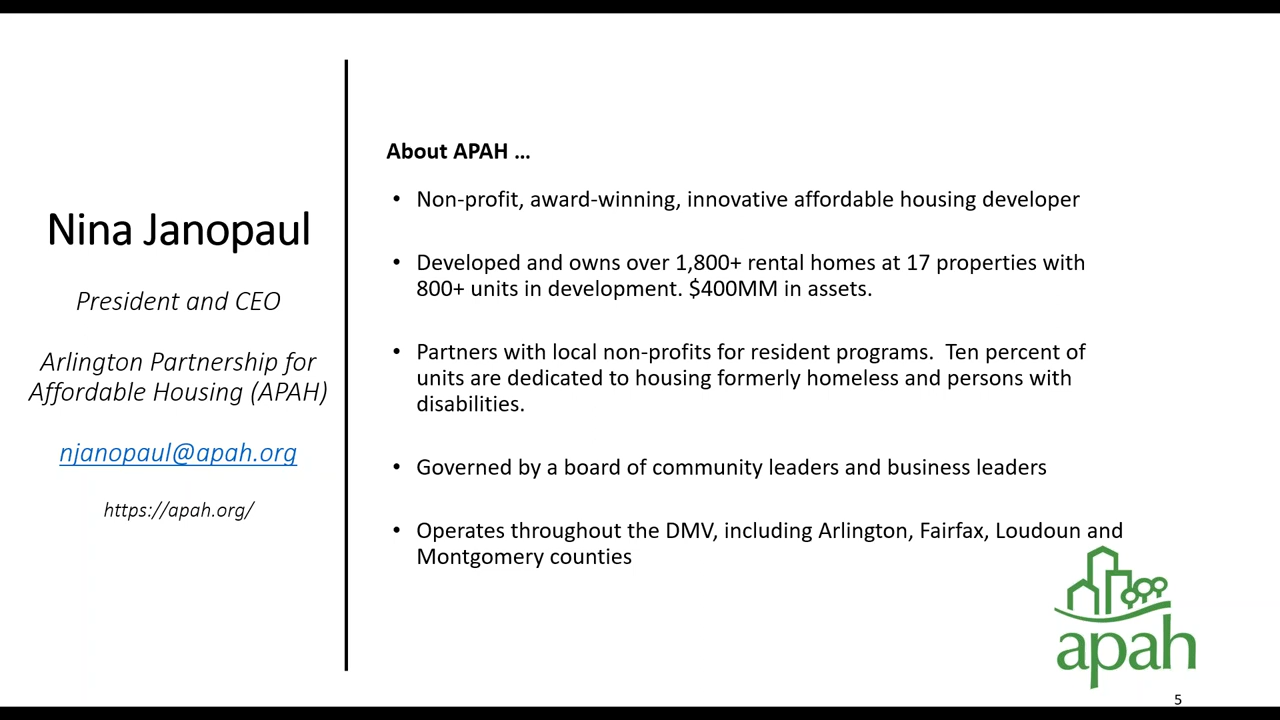 Nina Janopaul
President and CEO
Arlington Partnership for
Affordable Housing (APAH)
njanopaul@apah.org
https://apah.org/
About APAH ...
• Non-profit, award-winning, innovative affordable housing developer
• Developed and owns over 1,800+ rental homes at 17 properties with
800+ units in development. $400MM in assets.
• Partners with local non-profits for resident programs.  Ten percent of
units are dedicated to housing formerly homeless and persons with
disabilities.
• Governed by a board of community leaders and business leaders
• Operates throughout the DMV, including Arlington, Fairfax, Loudoun and
Montgomery counties
apah
5